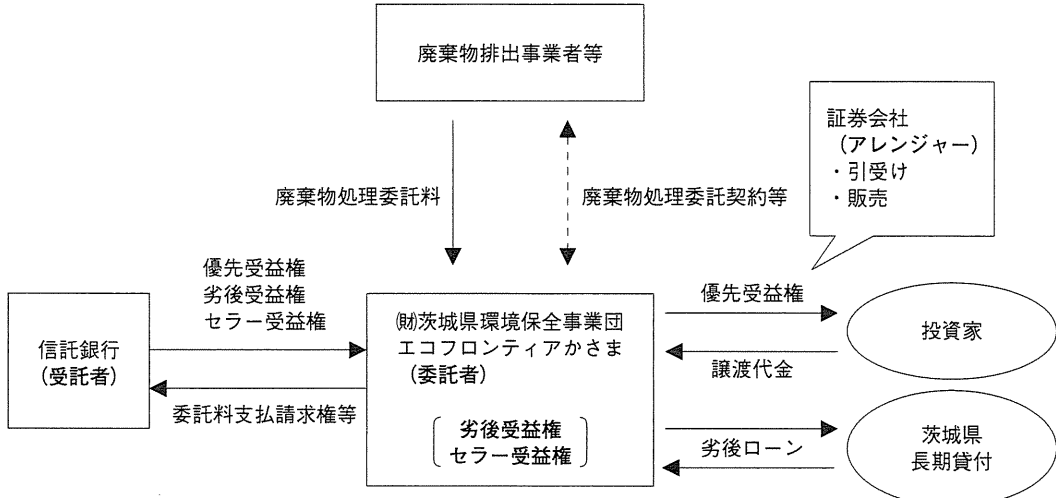 廃棄物排出事業者等
証券会社
（アレンジャー）
・引受け
・販売
廃棄物処理委託料
廃棄物処理委託契約等
優先受益権
劣後受益権
セラー受益権
信託銀行
（受託者）
委託料支払請求権等
㈶茨城県環境保全事業団
エコフロンティアかさま
（委託者）
劣後受益権
セラー受益権
優先受益権
譲渡代金
投資家
劣後ローン
茨城県
長期貸付